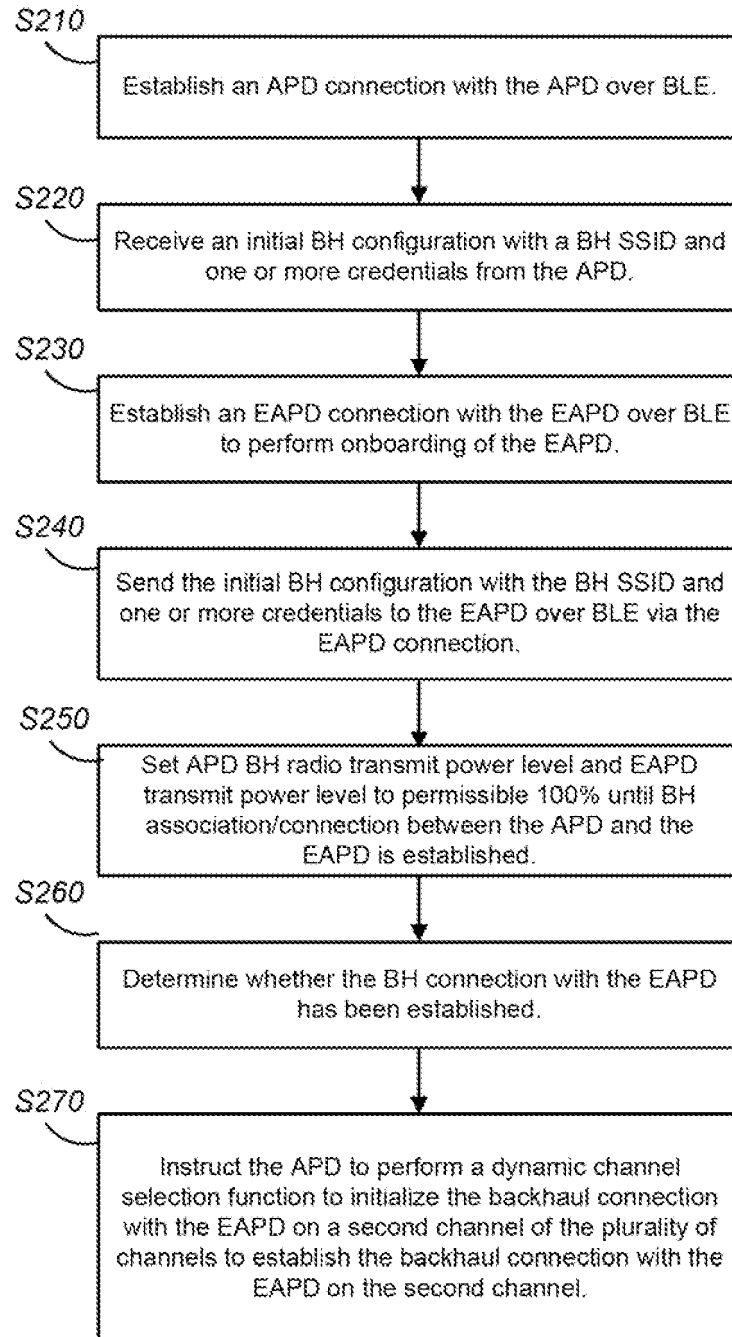 S210
Establish an APD connection with the APD over BLE.
S220
Receive an initial BH configuration with a BH SSID and
one or more credentials from the APD.
S230
Establish an EAPD connection with the EAPD over BLE
to perform onboarding of the EAPD.
S240
Send the initial BH configuration with the BH SSID and
one or more credentials to the EAPD over BLE via the
EAPD connection.
S250
Set APD BH radio transmit power level and EAPD
transmit power level to permissible 100% until BH
association/connection between the APD and the
EAPD is established.
S260
Determine whether the BH connection with the EAPD
has been established.
S270
Instruct the APD to perform a dynamic channel
selection function to initialize the backhaul connection
with the EAPD on a second channel of the plurality of
channels to establish the backhaul connection with the
EAPD on the second channel.